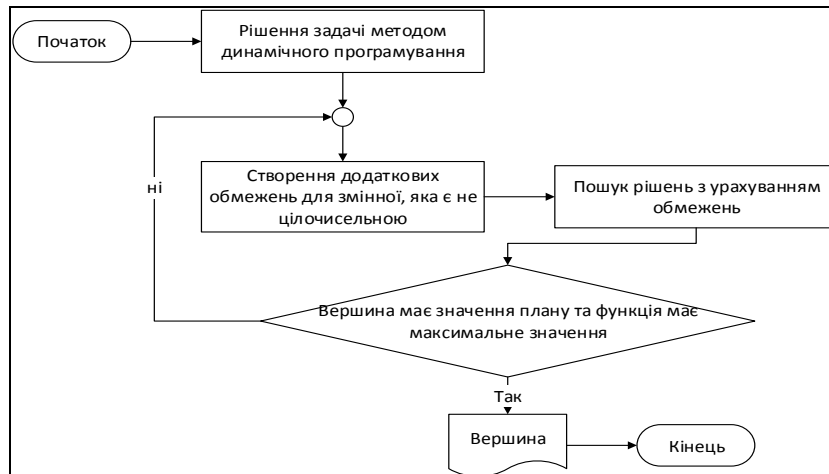 Початок
Рішення задачі методом
динамічного програмування
ні
Створення додаткових
обмежень для змінної, яка є не
цілочисельною
Пошук рішень з урахуванням
обмежень
Вершина має значення плану та функція має
максимальне значення
Так
Вершина
Кінець